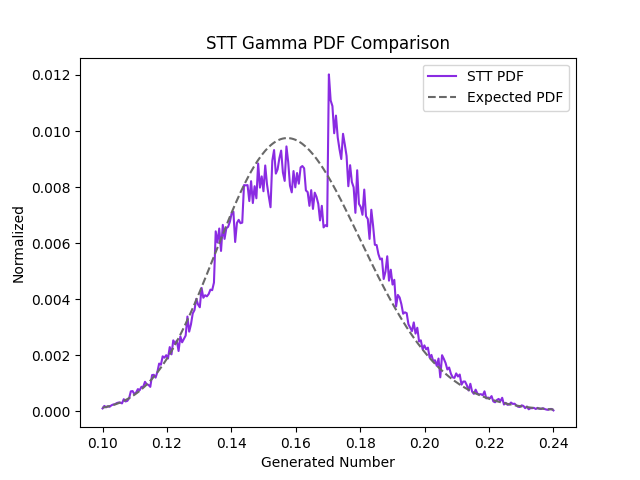 STT Gamma PDF Comparison
STT PDF
Expected PDF
0.012
0.010
0.008
0.006
0.004
0.002
0.000
Normalized
0.10 0.12 0.14 0.16 0.18 0.20 0.22 0.24
Generated Number